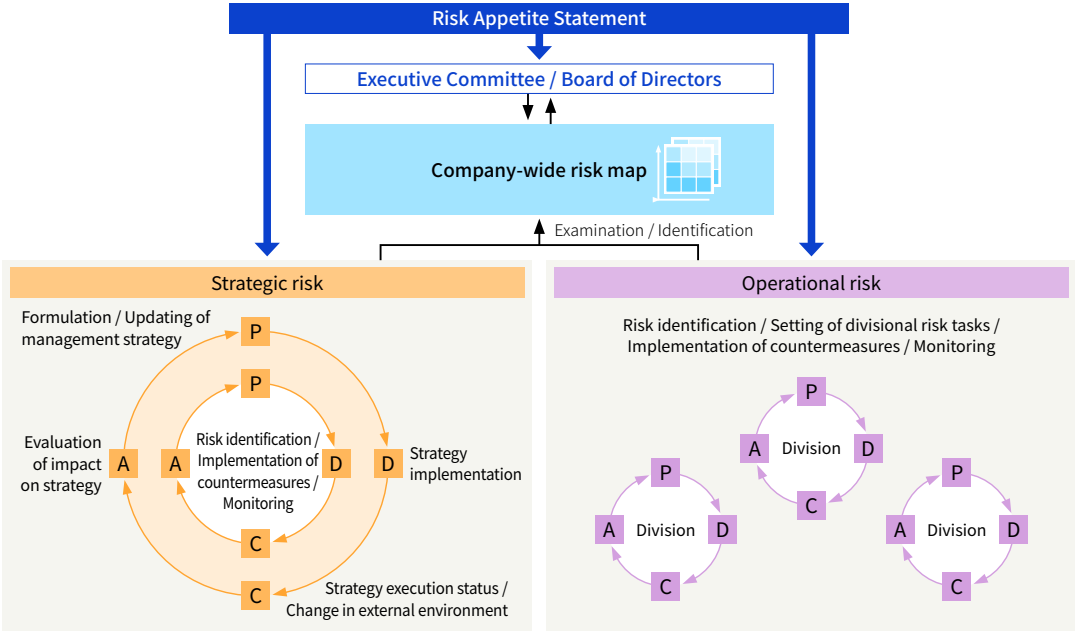 Risk Appetite Statement
Executive Committee / Board of Directors
Company-wide risk map
Examination / Identification
Strategic risk
Formulation / Updating of
management strategy
P
P
Evaluation
of impact
on strategy
A
A
Risk identification /
Implementation of
countermeasures /
Monitoring
D
D
Strategy
implementation
C
C
Strategy execution status /
Change in external environment
Operational risk
Risk identification / Setting of divisional risk tasks /
Implementation of countermeasures / Monitoring
P
A
Division
D
C
P
A
Division
D
C
P
A
Division
D
C